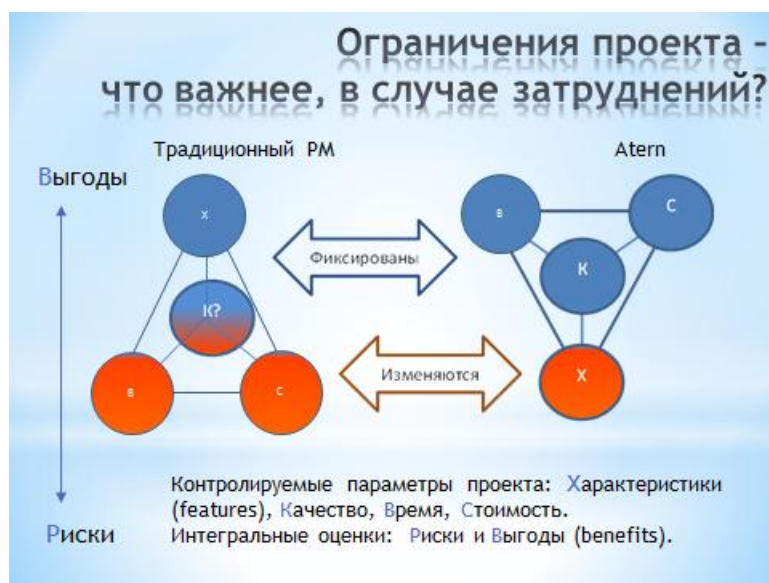 Ограничения проекта –
что важнее, в случае затруднений?
Традиционный PM
Atern
Выгоды
Х
В
С
Фиксированы
К
К?
В
С
Изменяются
Х
Контролируемые параметры проекта: Характеристики
(features), Качество, Время, Стоимость.
Риски
Интегральные оценки: Риски и Выгоды (benefits).